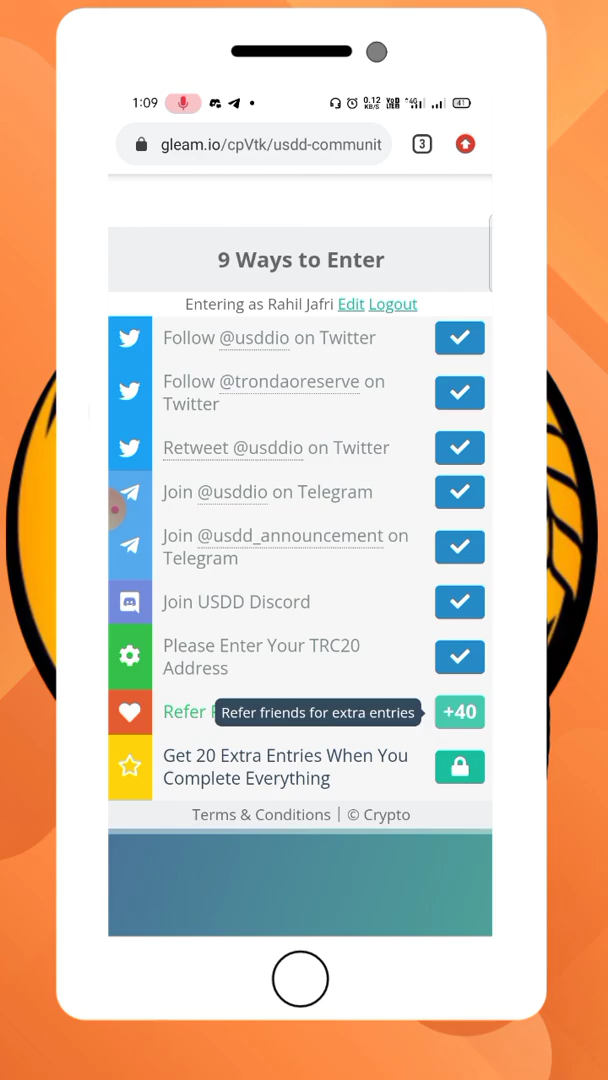 1:09
0.12 KB/S
4G
41
gleam.io/cpVtk/usdd-communit
3
9 Ways to Enter
Entering as Rahil Jafri Edit Logout
Follow @usddio on Twitter
Follow @trondaoreserve on
Twitter
Retweet @usddio on Twitter
Join @usddio on Telegram
Join @usdd_announcement on
Telegram
Join USDD Discord
Please Enter Your TRC20
Address
Refer
Refer friends for extra entries
+40
Get 20 Extra Entries When You
Complete Everything
Terms & Conditions | © Crypto